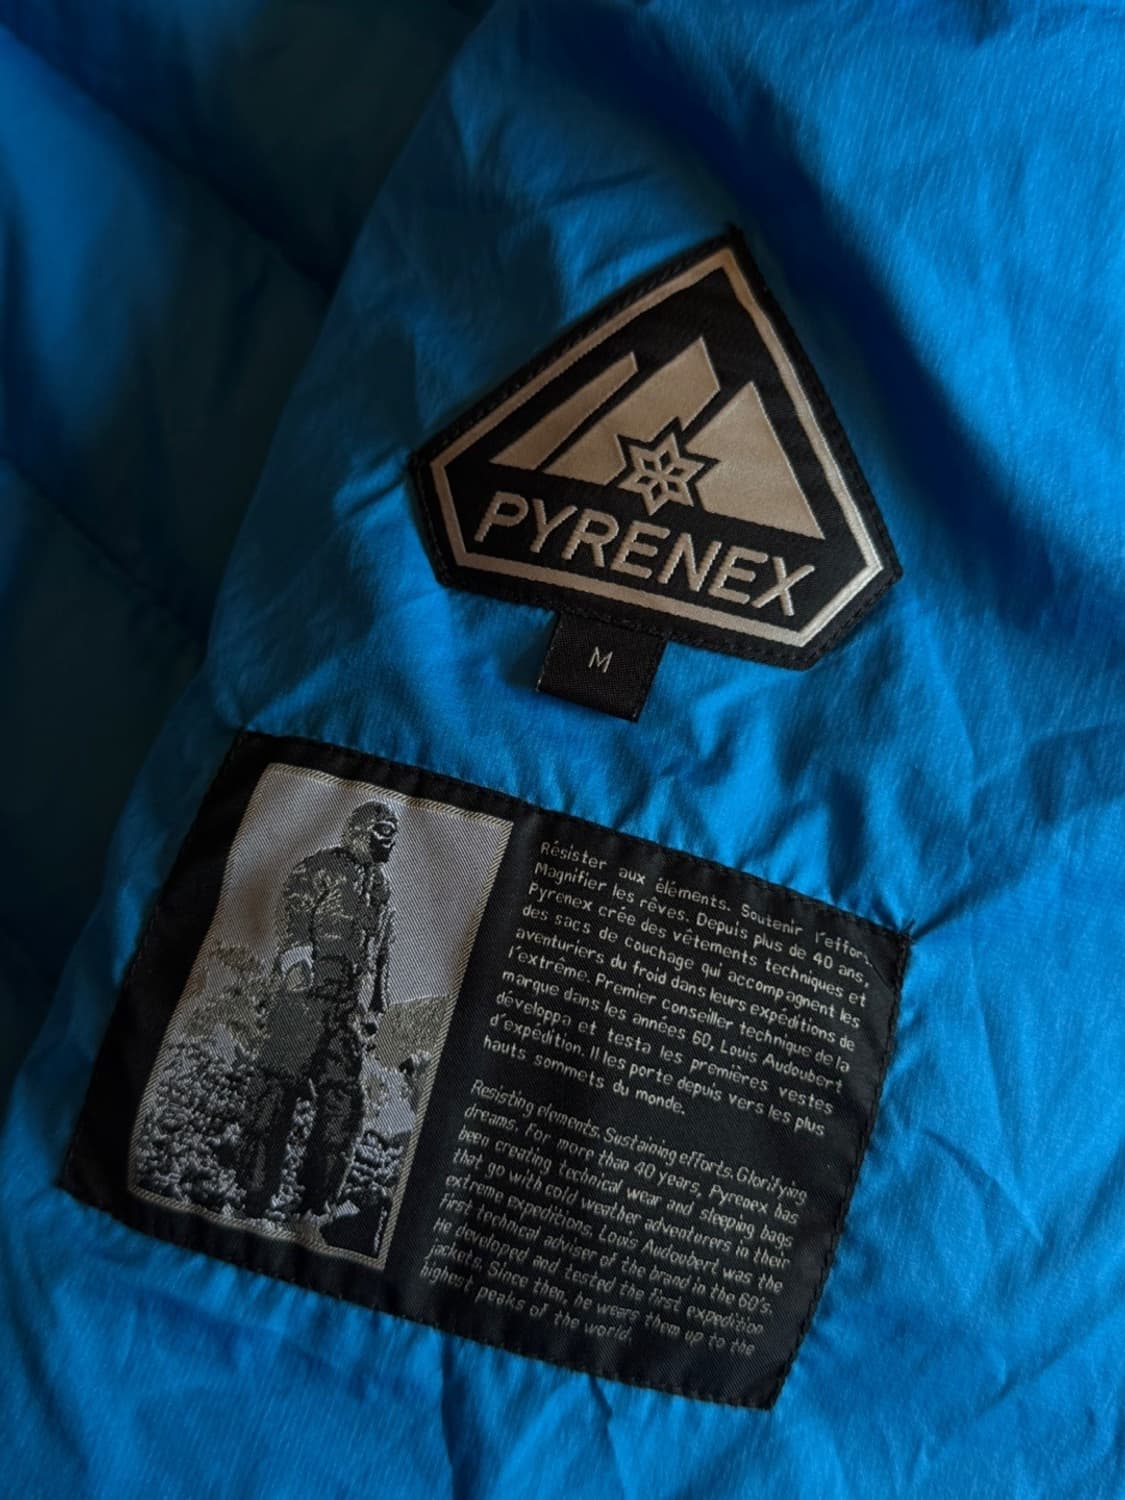 PYRENEX
M
Résister aux éléments. Soutenir l'effort.
Magnifier les rêves. Depuis plus de 40 ans,
Pyrenex crée des vêtements techniques et
des sacs de couchage qui accompagnent les
aventuriers du froid dans leurs expéditions de
l'extrême. Premier conseiller technique de la
marque dans les années 60, Louis Audoubert
développa et testa les premières vestes
d'expédition. Il les porte depuis vers les plus
hauts sommets du monde.
Resisting elements. Sustaining efforts. Glorifying
dreams. For more than 40 years, Pyrenex has
been creating technical wear and sleeping bags
that go with cold weather adventurers in their
extreme expeditions. Louis Audoubert was the
first technical adviser of the brand in the 60's.
He developed and tested the first expedition
jackets. Since then, he wears them up to the
highest peaks of the world.